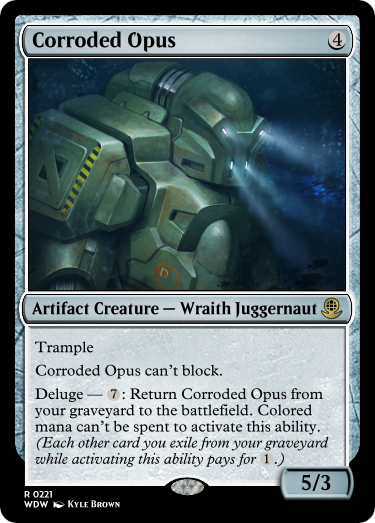 Corroded Opus 4
Artifact Creature — Wraith Juggernaut
Trample
Corroded Opus can't block.
Deluge — 7: Return Corroded Opus from
your graveyard to the battlefield. Colored
mana can't be spent to activate this ability.
(Each other card you exile from your graveyard
while activating this ability pays for 1.)
5/3
R 0221
WDW Kyle Brown